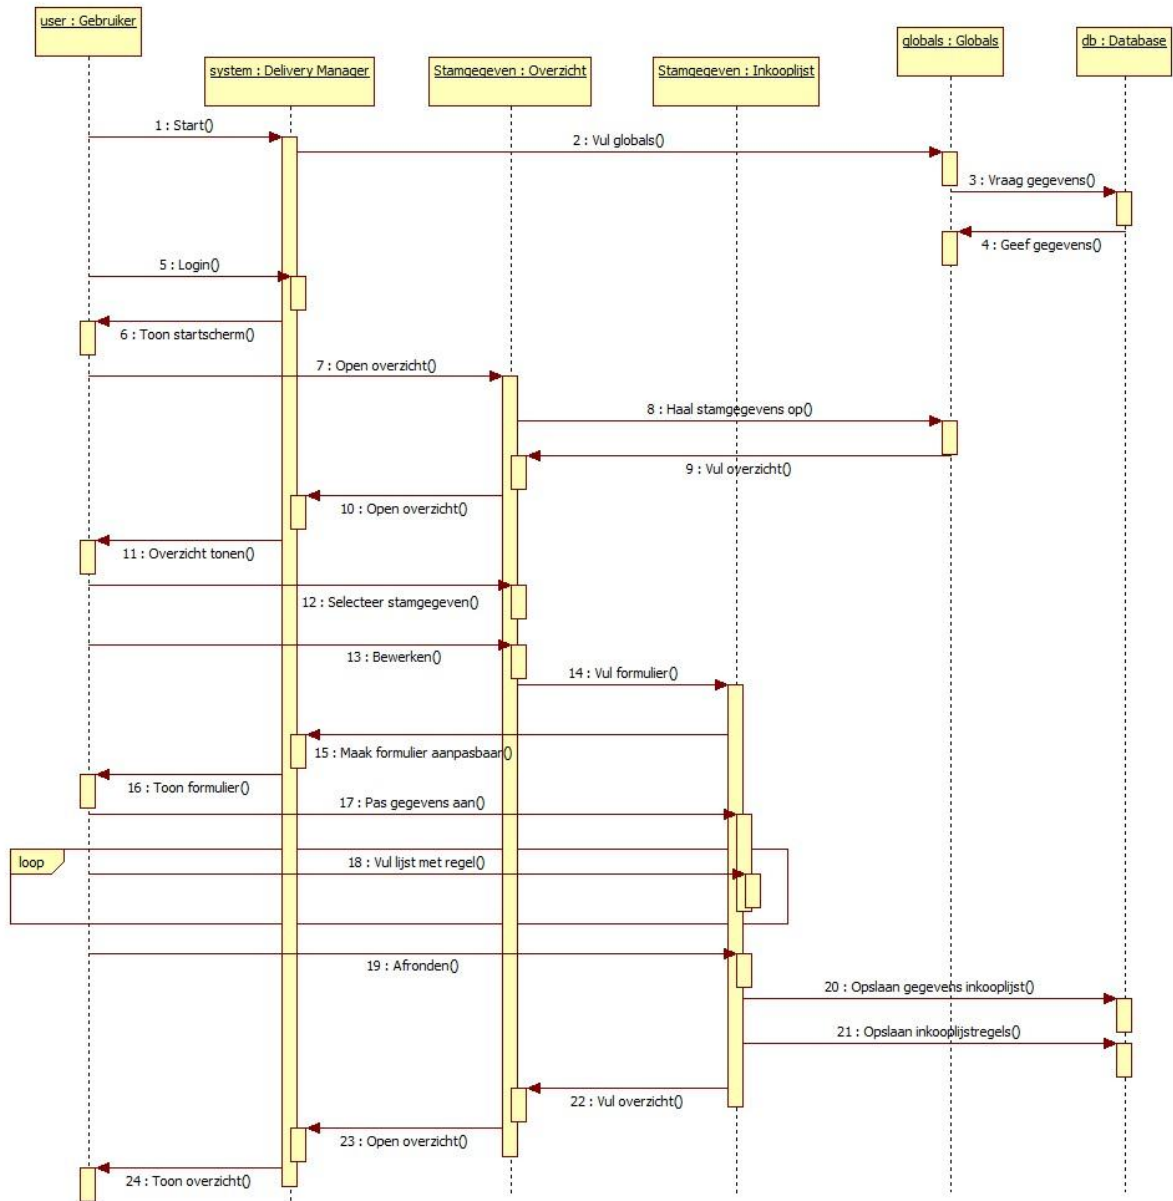 user : Gebruiker
system : Delivery Manager
Stamgegeven : Overzicht
Stamgegeven : Inkooplijst
globals : Globals
db : Database
1 : Start()
2 : Vul globals()
3 : Vraag gegevens()
4 : Geef gegevens()
5 : Login()
6 : Toon startscherm()
7 : Open overzicht()
8 : Haal stamgegevens op()
9 : Vul overzicht()
10 : Open overzicht()
11 : Overzicht tonen()
12 : Selecteer stamgegeven()
13 : Bewerken()
14 : Vul formulier()
15 : Maak formulier aanpasbaar()
16 : Toon formulier()
17 : Pas gegevens aan()
loop
18 : Vul lijst met regel()
19 : Afronden()
20 : Opslaan gegevens inkooplijst()
21 : Opslaan inkooplijstregels()
22 : Vul overzicht()
23 : Open overzicht()
24 : Toon overzicht()